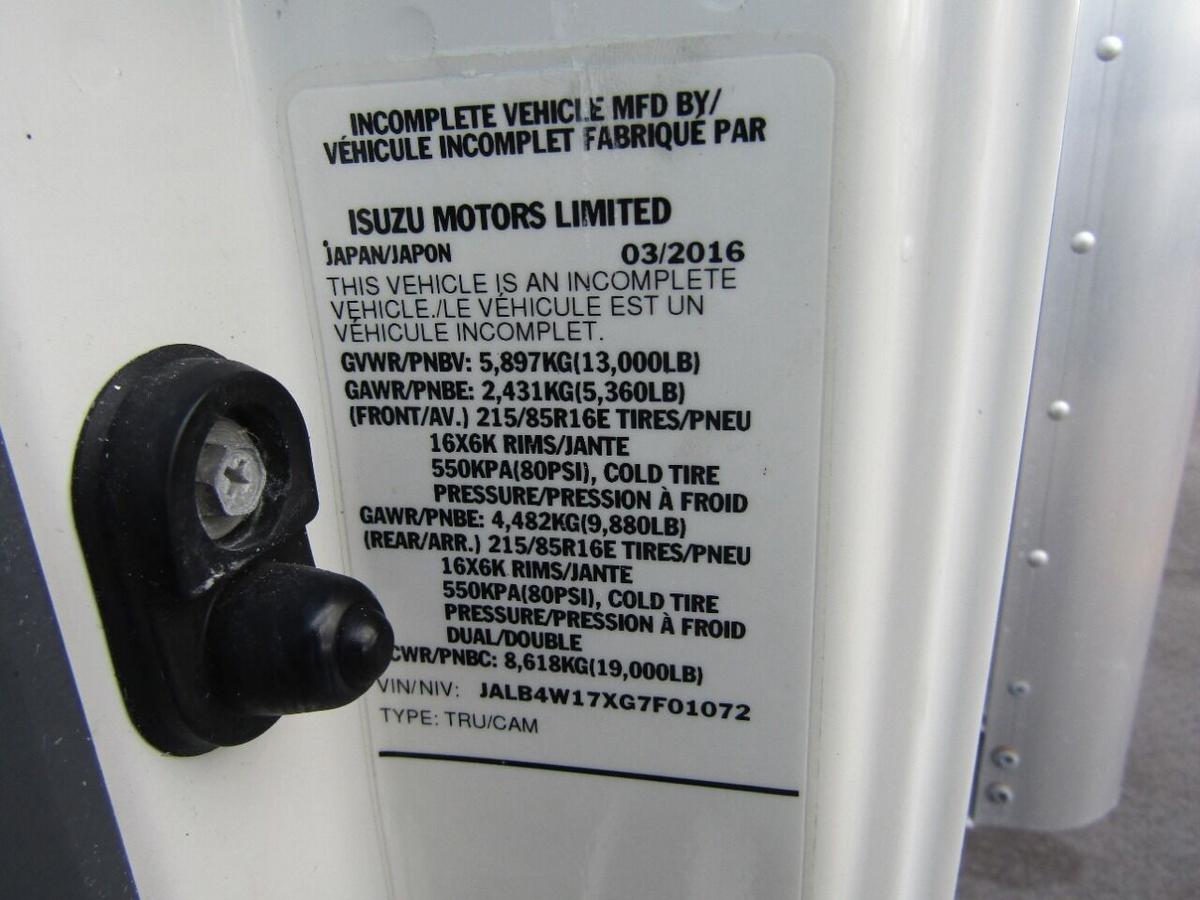 INCOMPLETE VEHICLE MFD BY/
VÉHICULE INCOMPLET FABRIQUÉ PAR
ISUZU MOTORS LIMITED
JAPAN/JAPON 03/2016
THIS VEHICLE IS AN INCOMPLETE
VEHICLE./LE VÉHICULE EST UN
VÉHICULE INCOMPLET.
GVWR/PNBV: 5,897KG(13,000LB)
GAWR/PNBE: 2,431KG(5,360LB)
(FRONT/AV.) 215/85R16E TIRES/PNEU
16X6K RIMS/JANTE
550KPA(80PSI), COLD TIRE
PRESSURE/PRESSION À FROID
GAWR/PNBE: 4,482KG(9,880LB)
(REAR/ARR.) 215/85R16E TIRES/PNEU
16X6K RIMS/JANTE
550KPA(80PSI), COLD TIRE
PRESSURE/PRESSION À FROID
DUAL/DOUBLE
CWR/PNBC: 8,618KG(19,000LB)
VIN/NIV: JALB4W17XG7F01072
TYPE: TRU/CAM